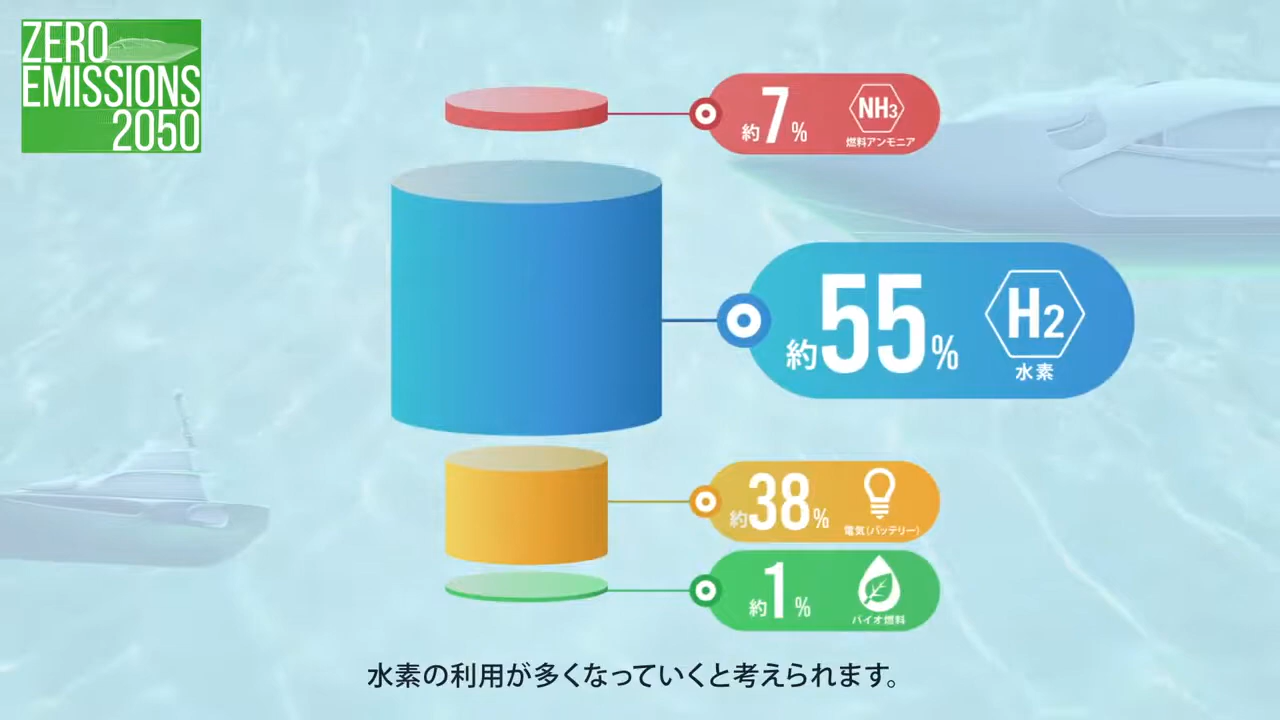 ZERO
EMISSIONS
2050
約7%
NH3
燃料アンモニア
約55%
H2
水素
約38%
電気(バッテリー)
約1%
バイオ燃料
水素の利用が多くなっていくと考えられます。